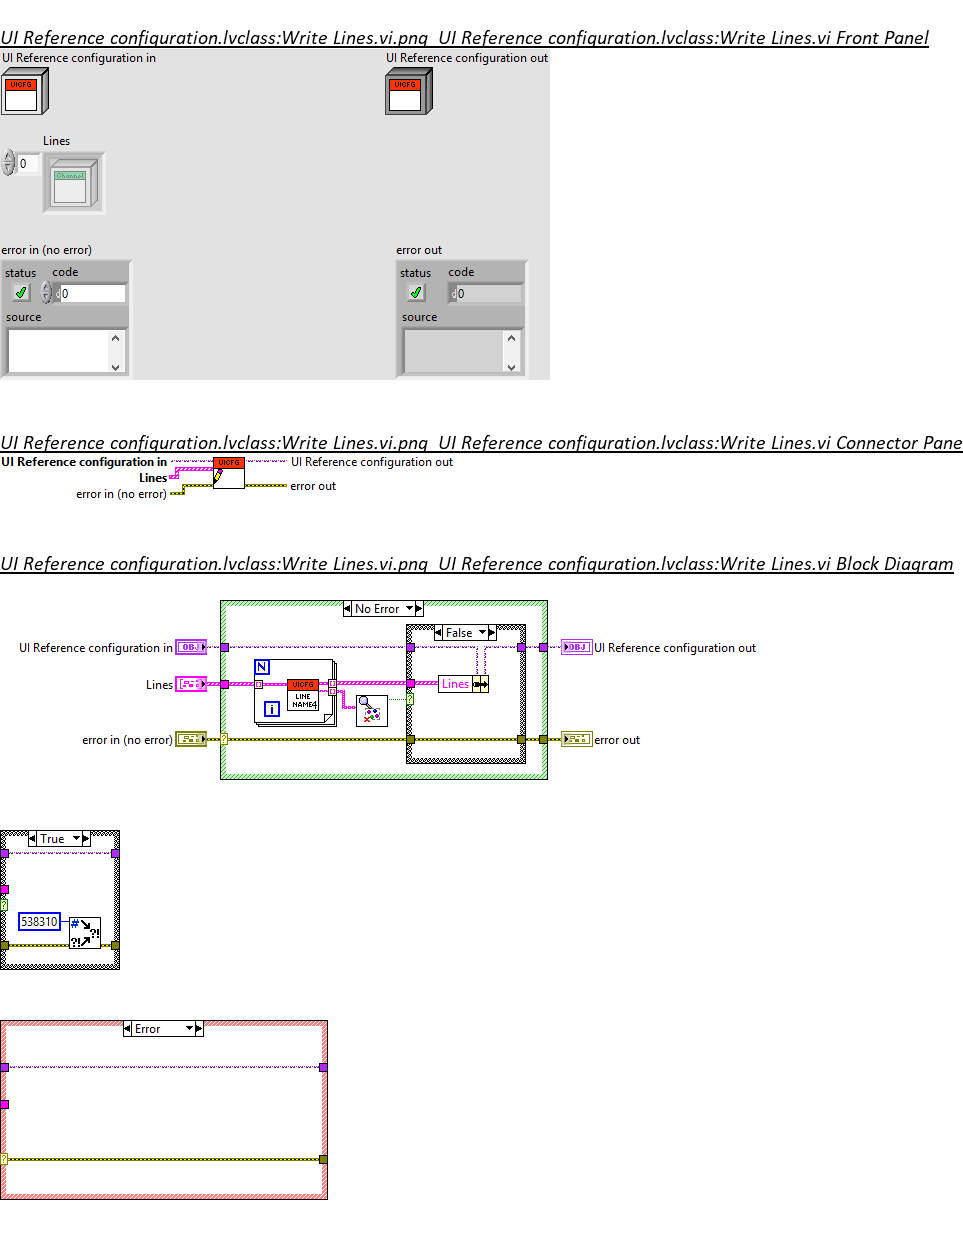 UI Reference configuration.lvclass:Write Lines.vi.png UI Reference configuration.lvclass:Write Lines.vi Front Panel
UI Reference configuration in
UI Reference configuration out
UICFG
UICFG
Lines
0
Channel
error in (no error)
error out
status code
status code
0
0
source
source
UI Reference configuration.lvclass:Write Lines.vi.png UI Reference configuration.lvclass:Write Lines.vi Connector Pane
UI Reference configuration in
UICFG
UI Reference configuration out
Lines
error in (no error)
error out
UI Reference configuration.lvclass:Write Lines.vi.png UI Reference configuration.lvclass:Write Lines.vi Block Diagram
No Error
False
UI Reference configuration in
OBJ
OBJ
UI Reference configuration out
N
Lines
UICFG
LINE
NAME4
i
Lines
?
error in (no error)
?
error out
True
?
538310
# ?!
?!
Error
?